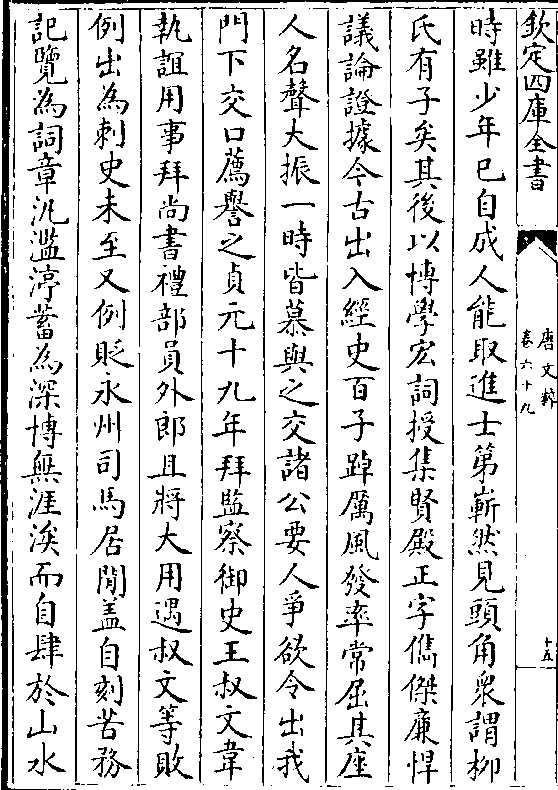 欽定四庫全書
唐文粹
卷六十九
十五
時雖少年已自成人能取進士第嶄然見頭角衆謂栁
氏有子矣其後以博學宏詞授集賢殿正字儁傑廉悍
議論證據今古出入經史百子踔厲風發率常屈其座
人名聲大振一時皆慕與之交諸公要人爭欲令出我
門下交口薦譽之貞元十九年拜監察御史王叔文韋
執誼用事拜尚書禮部員外郎且將大用遇叔文等敗
例出為刺史未至又例貶永州司馬居閒盖自刻苦務
記覽為詞章汎濫渟蓄為深博無涯涘而自肆於山水